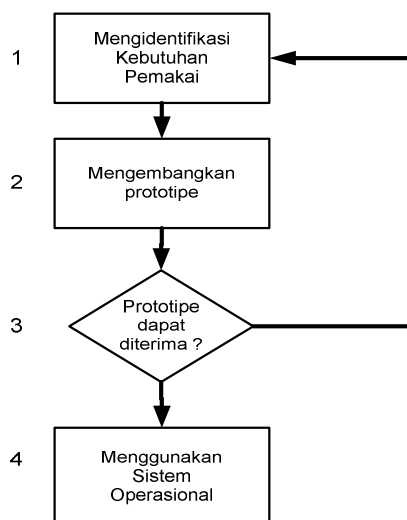 1
Mengidentifikasi
Kebutuhan
Pemakai
2
Mengembangkan
prototipe
3
Prototipe
dapat
diterima ?
4
Menggunakan
Sistem
Operasional